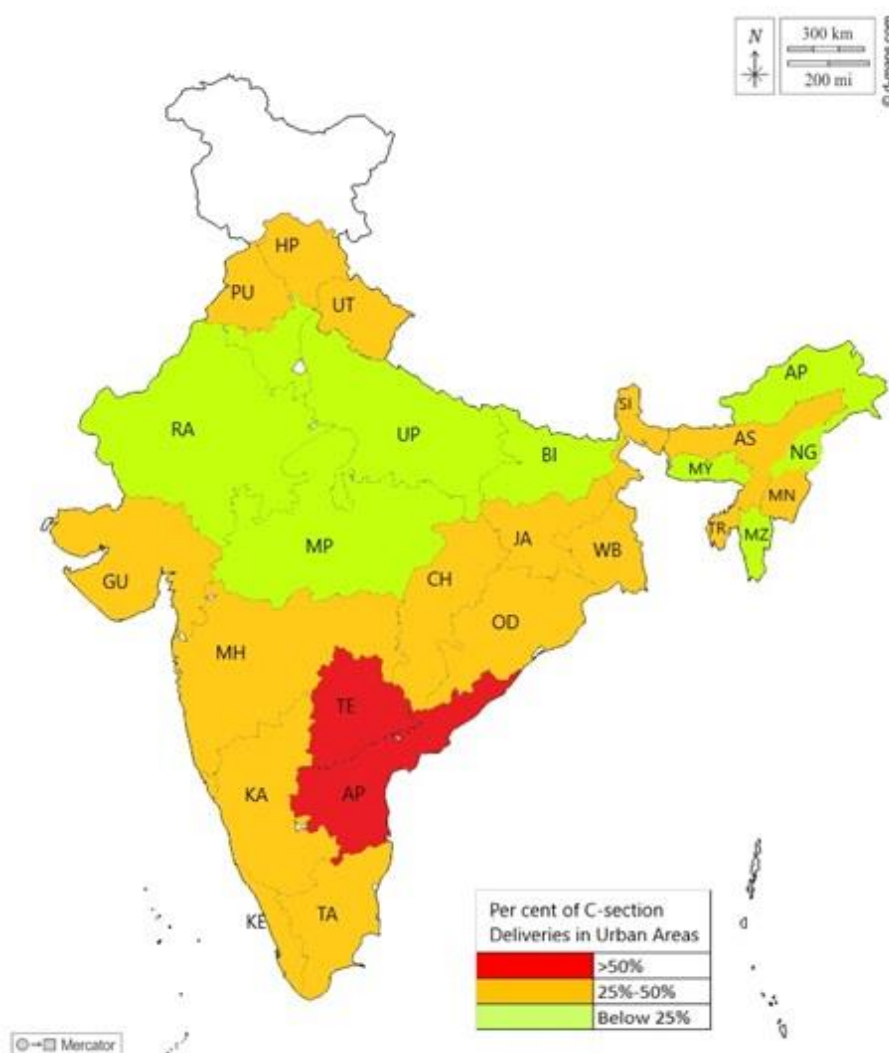 N
300 km
200 mi
© d-maps.com
HP
PU
UT
RA
UP
BI
SI
AP
AS
NG
MY
MN
TR
MZ
MP
GU
CH
JA
WB
OD
MH
TE
KA
AP
KE
TA
Per cent of C-section
Deliveries in Urban Areas
>50%
25%-50%
Below 25%
Mercator